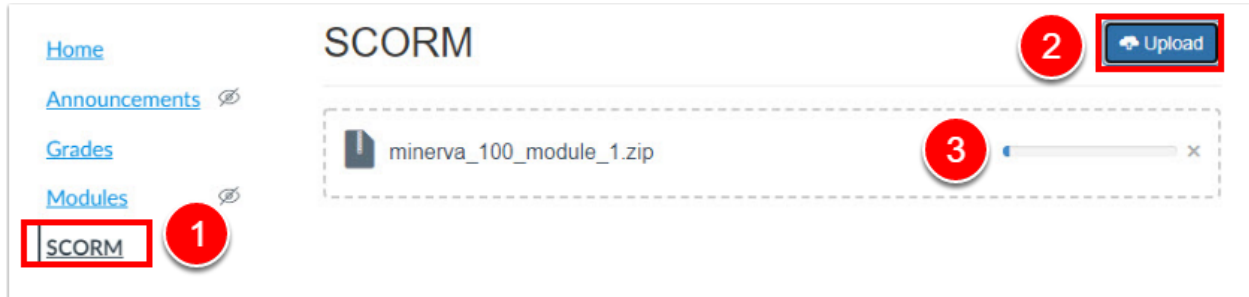 Home
Announcements
Grades
Modules
SCORM
1
SCORM
2
Upload
minerva_100_module_1.zip
3
×